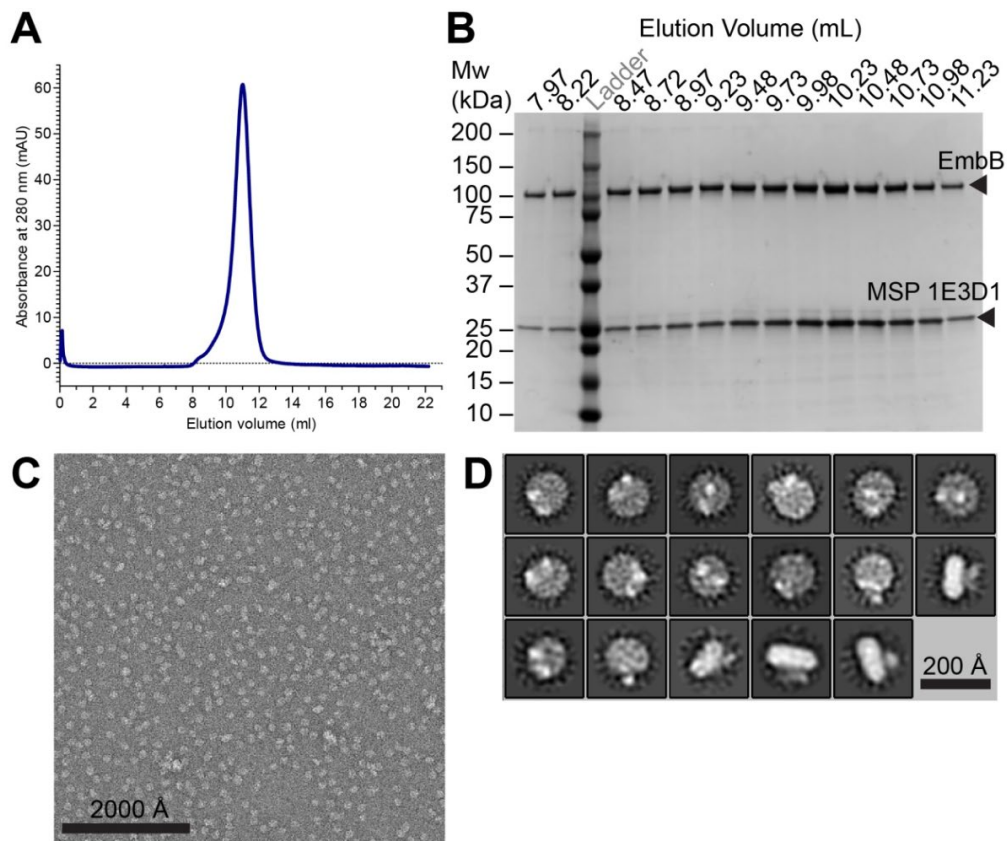 A
Absorbance at 280 nm (mAU)
60
50
40
30
20
10
0
0 2 4 6 8 10 12 14 16 18 20 22
Elution volume (ml)
B
Elution Volume (mL)
Mw
(kDa)
7.97 8.22 Ladder 8.47 8.72 8.97 9.23 9.48 9.73 9.98 10.23 10.48 10.73 10.98 11.23
200
150
100
75
50
37
25
20
15
10
EmbB
MSP 1E3D1
C
2000 Å
D
200 Å